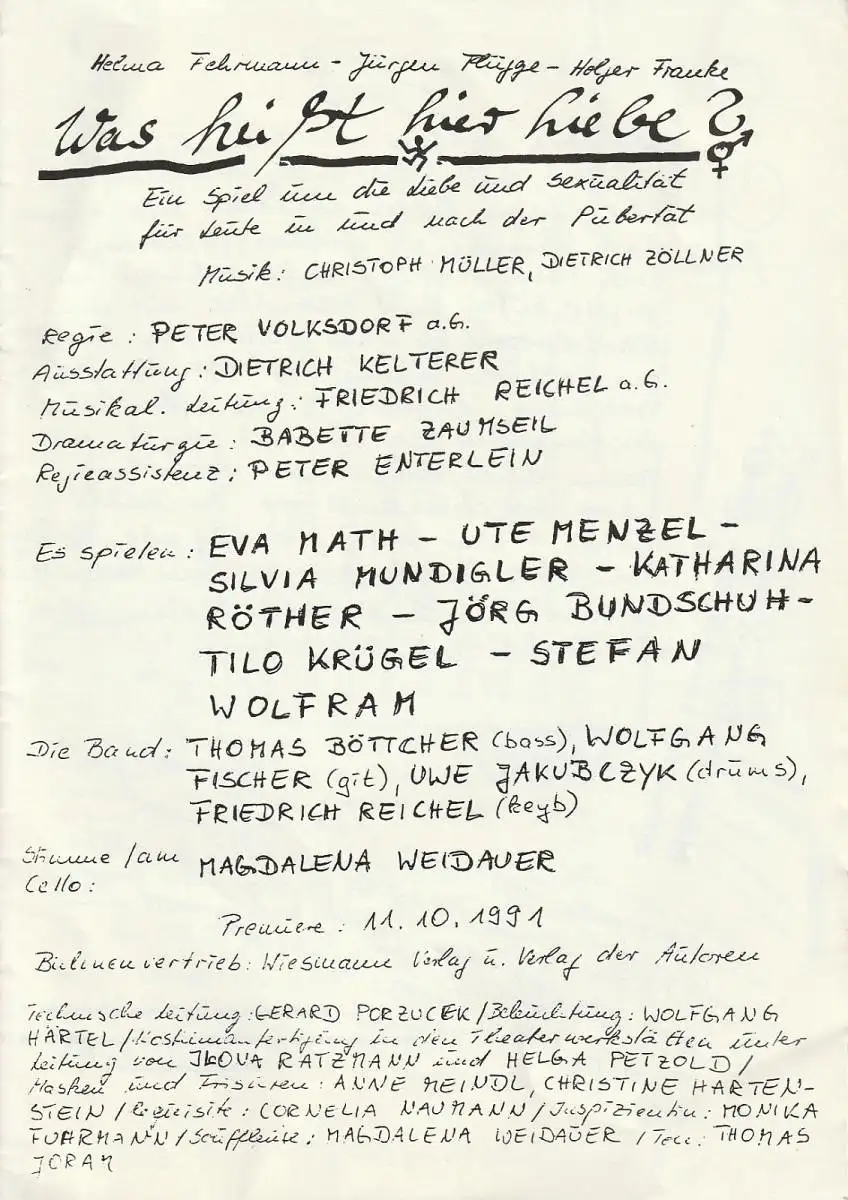 Helma Fehrmann - Jürgen Flügge - Holger Franke
Was heißt hier Liebe?
Ein Spiel um die Liebe und Sexualität
für Leute in und nach der Pubertät
Musik: CHRISTOPH MÜLLER, DIETRICH ZÖLLNER
Regie: PETER VOLKSDORF a.G.
Ausstattung: DIETRICH KELTERER
Musikal. Leitung: FRIEDRICH REICHEL a.G.
Dramaturgie: BABETTE ZAUMSEIL
Regieassistenz: PETER ENTERLEIN
Es spielen: EVA MATH - UTE MENZEL -
SILVIA MUNDIGLER - KATHARINA
RÖTHER - JÖRG BUNDSCHUH -
TILO KRÜGEL - STEFAN
WOLFRAM
Die Band: THOMAS BÖTTCHER (bass), WOLFGANG
FISCHER (git), UWE JAKUBCZYK (drums),
FRIEDRICH REICHEL (keyb)
Stimme / am MAGDALENA WEIDAUER
Cello:
Premiere: 11.10.1991
Bühnenvertrieb: Wiesmann Verlag u. Verlag der Autoren
Technische Leitung: GERARD PORZUCEK / Beleuchtung: WOLFGANG
HÄRTEL / Kostümanfertigung in den Theaterwerkstätten unter
Leitung von ILONA RATZMANN und HELGA PETZOLD /
Masken und Frisuren: ANNE MEINDL, CHRISTINE HARTEN-
STEIN / Requisite: CORNELIA NAUMANN / Inspizientin: MONIKA
FUHRMANN / Souffleuse: MAGDALENA WEIDAUER / Ton: THOMAS
JORAM